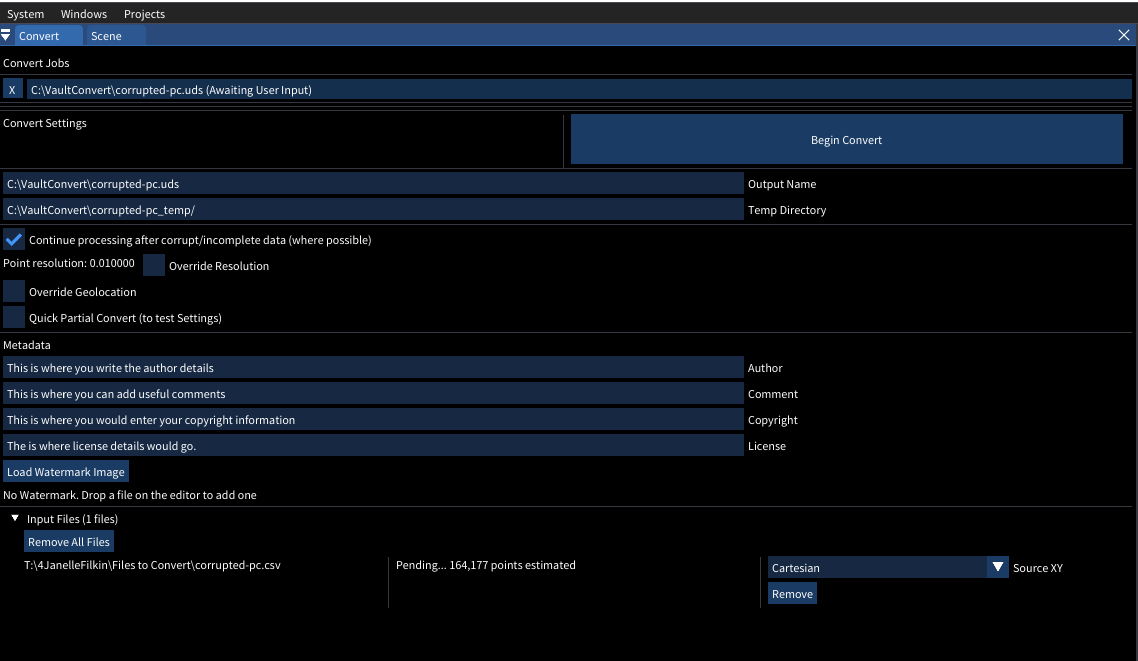 System Windows Projects
Convert Scene
Convert Jobs
X C:\VaultConvert\corrupted-pc.uds (Awaiting User Input)
Convert Settings
Begin Convert
C:\VaultConvert\corrupted-pc.uds Output Name
C:\VaultConvert\corrupted-pc_temp/ Temp Directory
Continue processing after corrupt/incomplete data (where possible)
Point resolution: 0.010000 Override Resolution
Override Geolocation
Quick Partial Convert (to test Settings)
Metadata
This is where you write the author details Author
This is where you can add useful comments Comment
This is where you would enter your copyright information Copyright
The is where license details would go. License
Load Watermark Image
No Watermark. Drop a file on the editor to add one
Input Files (1 files)
Remove All Files
T:\4JanelleFilkin\Files to Convert\corrupted-pc.csv Pending... 164,177 points estimated Cartesian Source XY
Remove